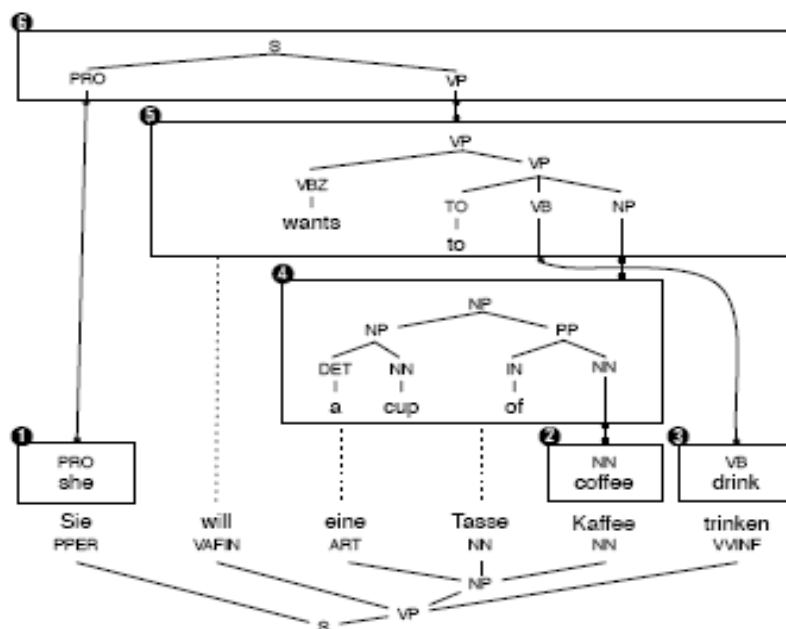 6
S
PRO VP
5
VP
VP
VBZ
TO VB NP
wants
to
4
NP
NP PP
DET NN IN NN
a cup of
1 2 3
PRO NN VB
she coffee drink
Sie will eine Tasse Kaffee trinken
PPER VAFIN ART NN NN VVINF
NP
VP
S